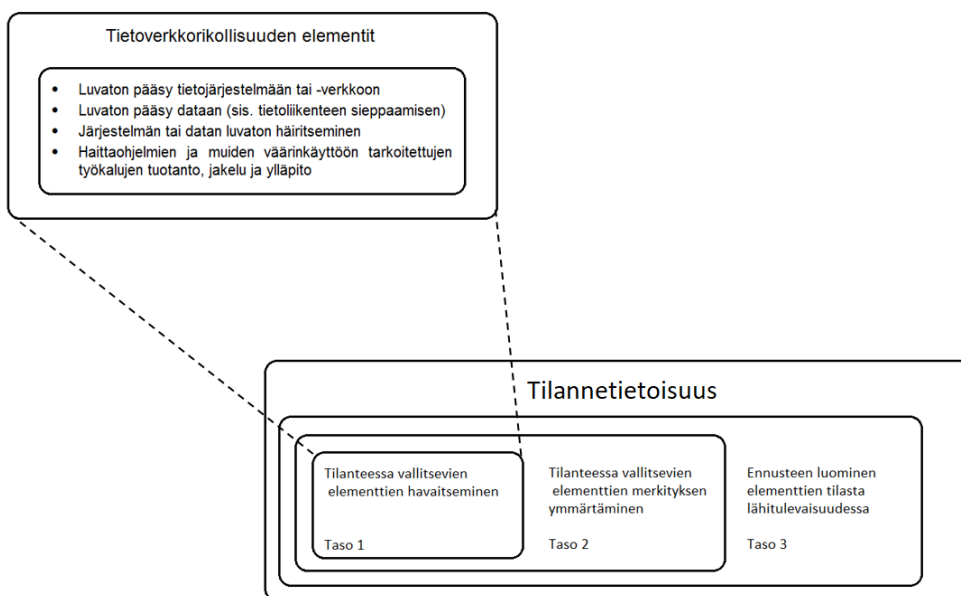 Tietoverkkorikollisuuden elementit
• Luvaton pääsy tietojärjestelmään tai -verkkoon
• Luvaton pääsy dataan (sis. tietoliikenteen sieppaamisen)
• Järjestelmän tai datan luvaton häiritseminen
• Haittaohjelmien ja muiden väärinkäyttöön tarkoitettujen
työkalujen tuotanto, jakelu ja ylläpito
Tilannetietoisuus
Tilanteessa vallitsevien
elementtien havaitseminen
Taso 1
Tilanteessa vallitsevien
elementtien merkityksen
ymmärtäminen
Taso 2
Ennusteen luominen
elementtien tilasta
lähitulevaisuudessa
Taso 3